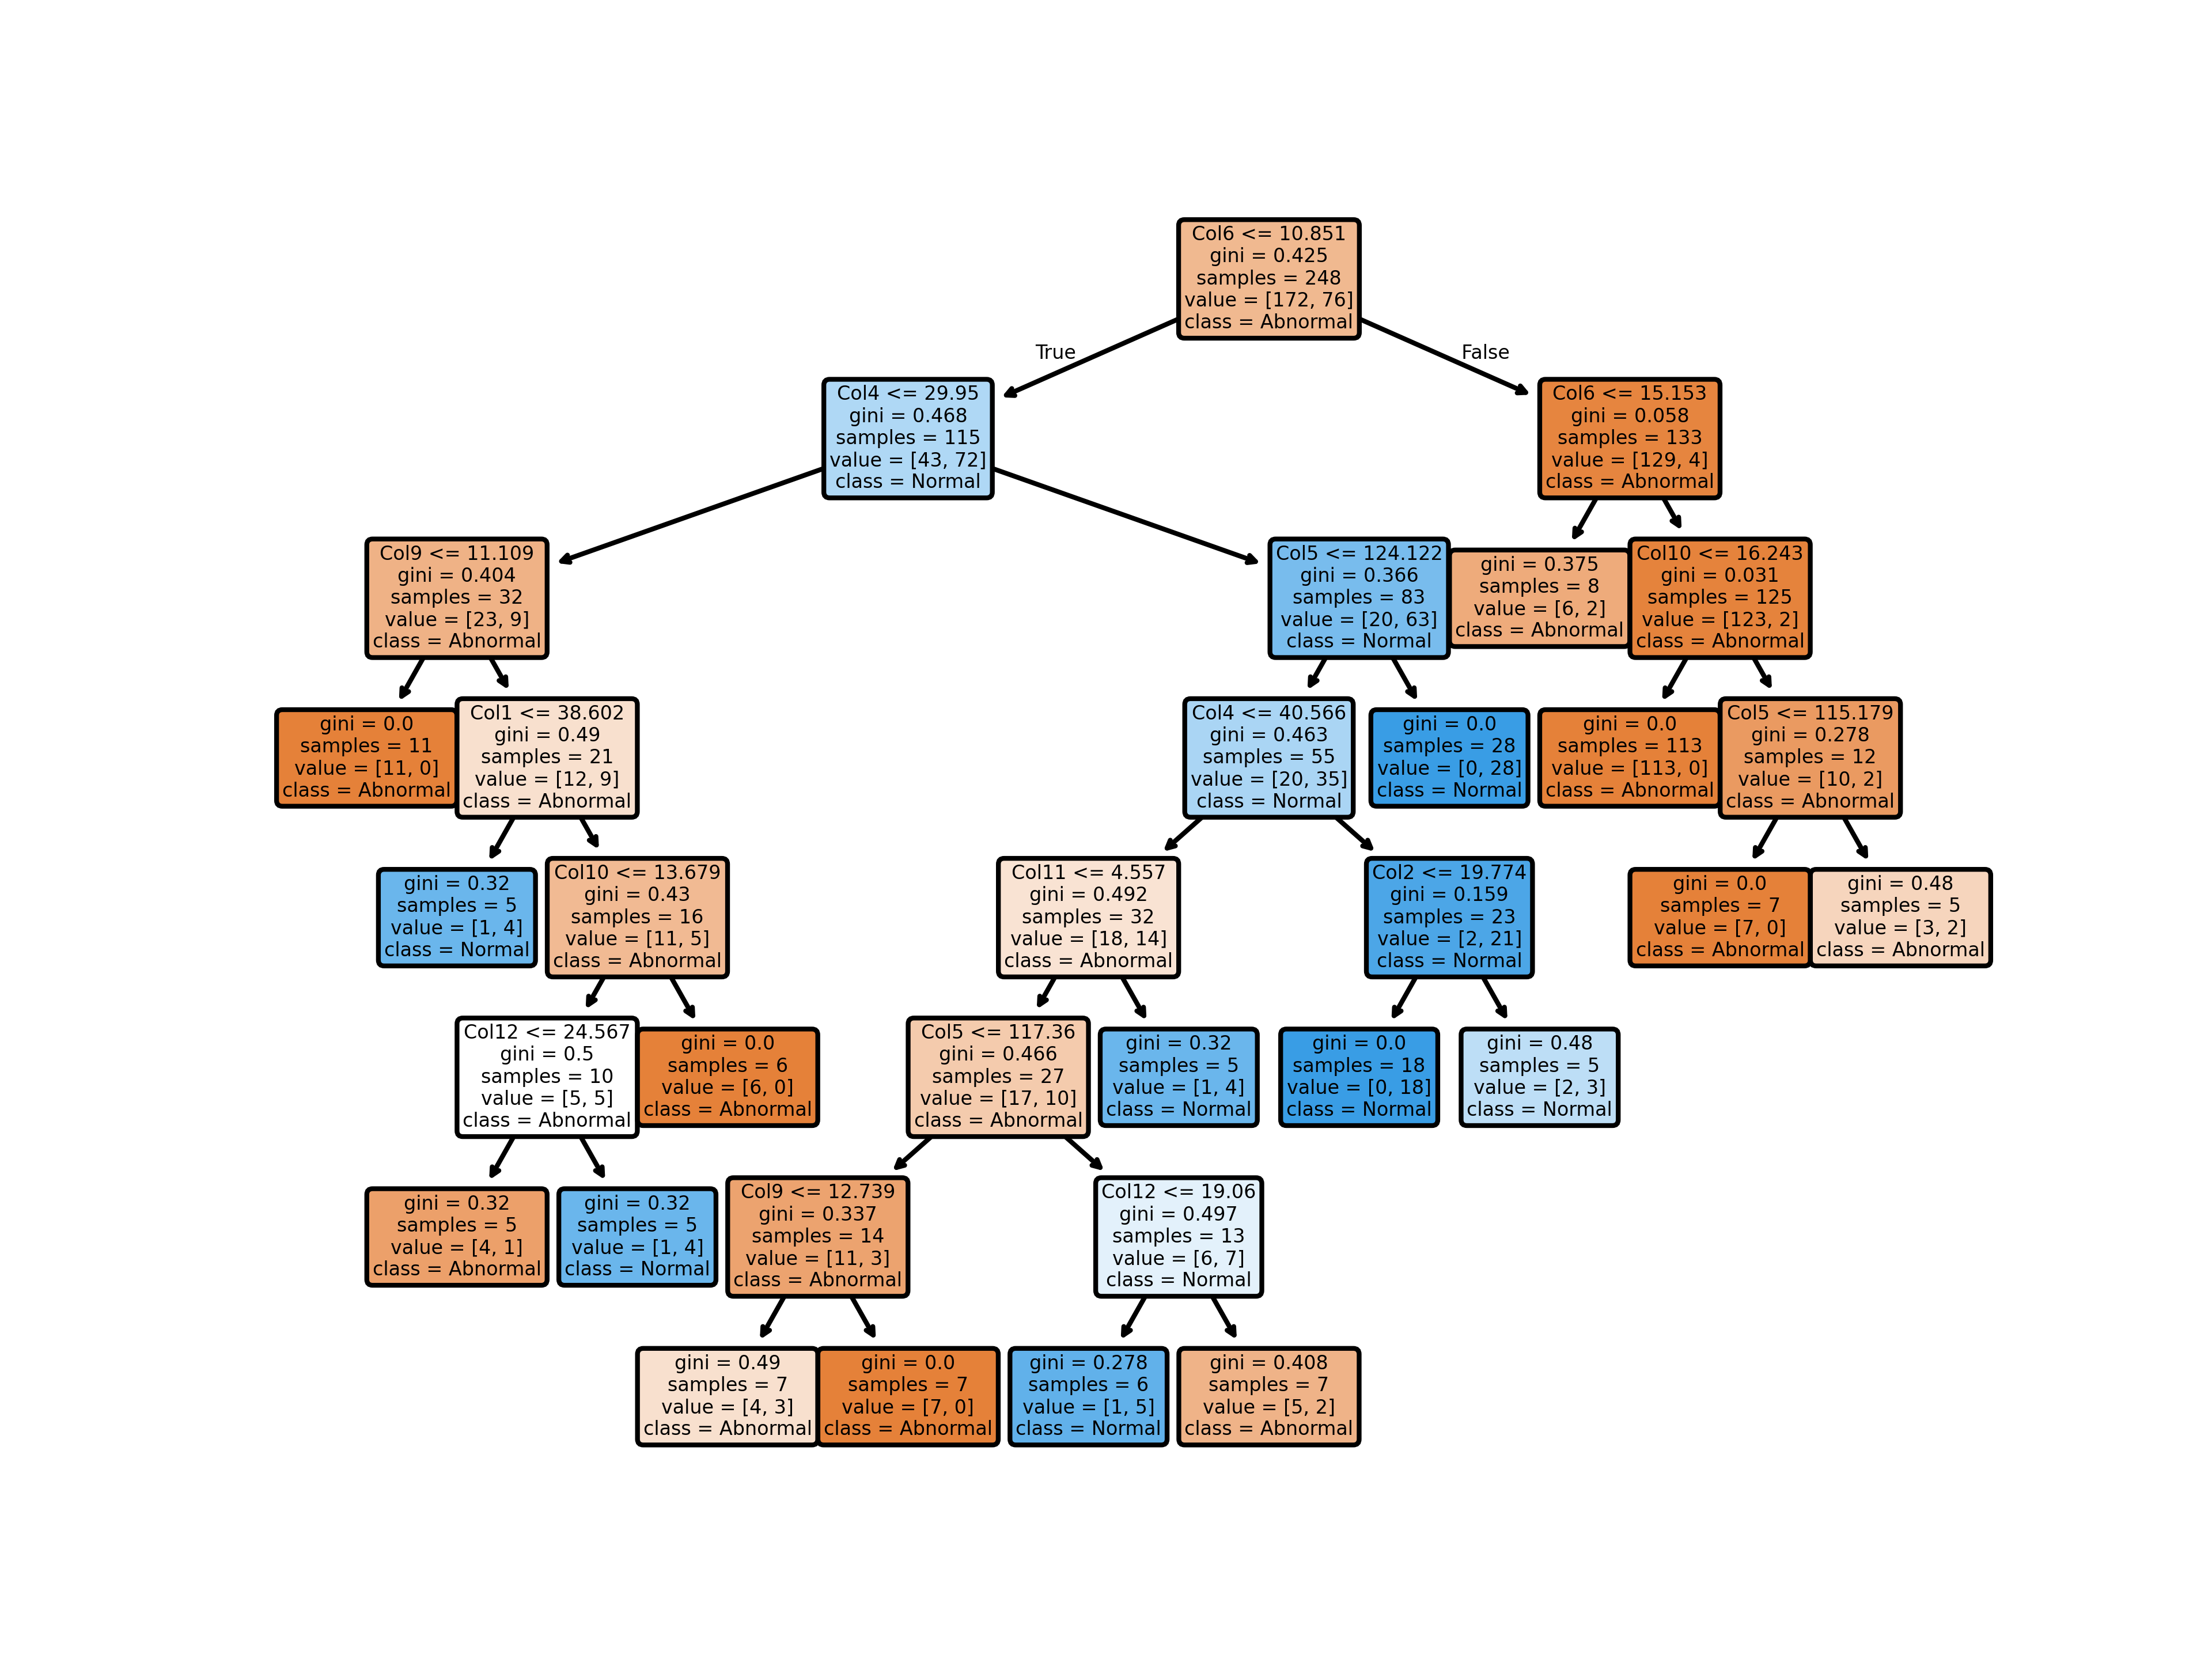 Col6 <= 10.851
gini = 0.425
samples = 248
value = [172, 76]
class = Abnormal
True
False
Col4 <= 29.95
gini = 0.468
samples = 115
value = [43, 72]
class = Normal
Col6 <= 15.153
gini = 0.058
samples = 133
value = [129, 4]
class = Abnormal
Col9 <= 11.109
gini = 0.404
samples = 32
value = [23, 9]
class = Abnormal
Col5 <= 124.122
gini = 0.366
samples = 83
value = [20, 63]
class = Normal
gini = 0.375
samples = 8
value = [6, 2]
class = Abnormal
Col10 <= 16.243
gini = 0.031
samples = 125
value = [123, 2]
class = Abnormal
gini = 0.0
samples = 11
value = [11, 0]
class = Abnormal
Col1 <= 38.602
gini = 0.49
samples = 21
value = [12, 9]
class = Abnormal
Col4 <= 40.566
gini = 0.463
samples = 55
value = [20, 35]
class = Normal
gini = 0.0
samples = 28
value = [0, 28]
class = Normal
gini = 0.0
samples = 113
value = [113, 0]
class = Abnormal
Col5 <= 115.179
gini = 0.278
samples = 12
value = [10, 2]
class = Abnormal
gini = 0.32
samples = 5
value = [1, 4]
class = Normal
Col10 <= 13.679
gini = 0.43
samples = 16
value = [11, 5]
class = Abnormal
Col11 <= 4.557
gini = 0.492
samples = 32
value = [18, 14]
class = Abnormal
Col2 <= 19.774
gini = 0.159
samples = 23
value = [2, 21]
class = Normal
gini = 0.0
samples = 7
value = [7, 0]
class = Abnormal
gini = 0.48
samples = 5
value = [3, 2]
class = Abnormal
Col12 <= 24.567
gini = 0.5
samples = 10
value = [5, 5]
class = Abnormal
gini = 0.0
samples = 6
value = [6, 0]
class = Abnormal
Col5 <= 117.36
gini = 0.466
samples = 27
value = [17, 10]
class = Abnormal
gini = 0.32
samples = 5
value = [1, 4]
class = Normal
gini = 0.0
samples = 18
value = [0, 18]
class = Normal
gini = 0.48
samples = 5
value = [2, 3]
class = Normal
gini = 0.32
samples = 5
value = [4, 1]
class = Abnormal
gini = 0.32
samples = 5
value = [1, 4]
class = Normal
Col9 <= 12.739
gini = 0.337
samples = 14
value = [11, 3]
class = Abnormal
Col12 <= 19.06
gini = 0.497
samples = 13
value = [6, 7]
class = Normal
gini = 0.49
samples = 7
value = [4, 3]
class = Abnormal
gini = 0.0
samples = 7
value = [7, 0]
class = Abnormal
gini = 0.278
samples = 6
value = [1, 5]
class = Normal
gini = 0.408
samples = 7
value = [5, 2]
class = Abnormal